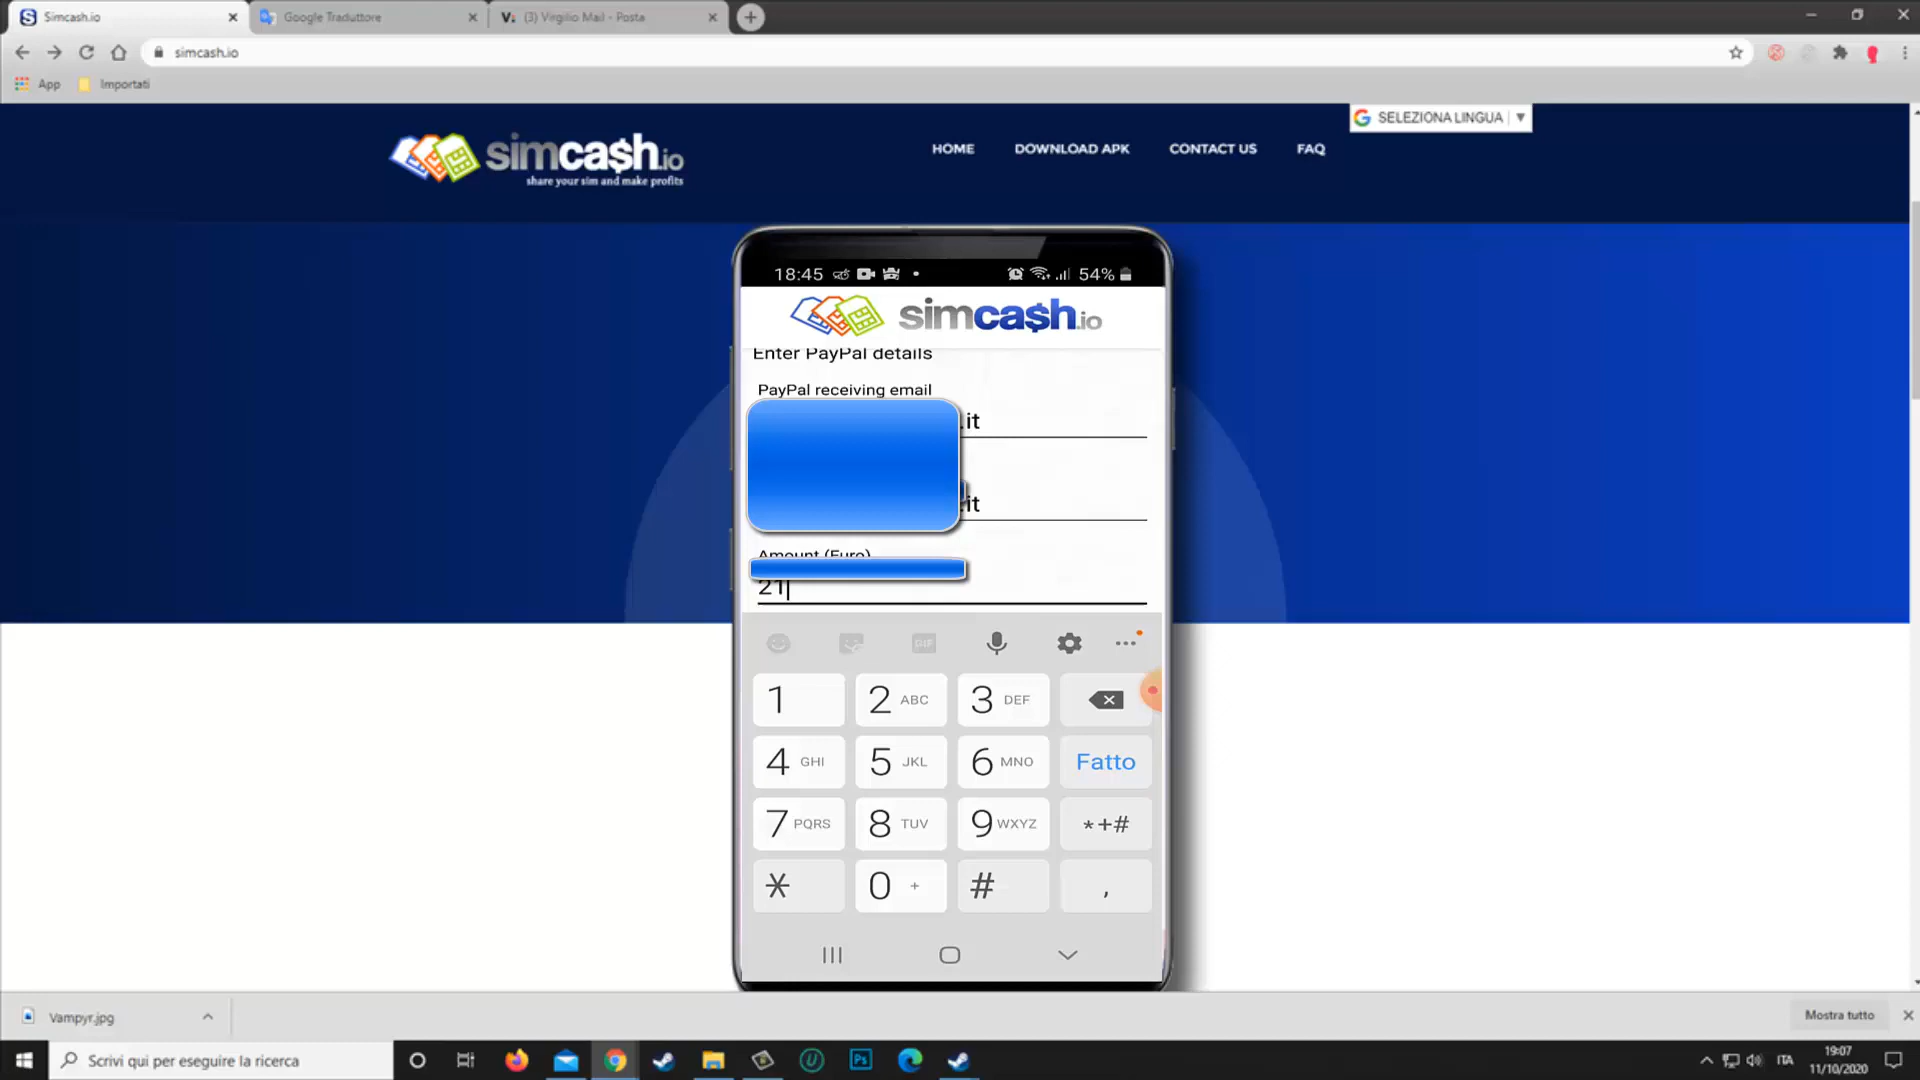 Simcash.io
Google Traduttore
(3) Virgilio Mail - Posta
simcash.io
App
Importati
simcash.io
share your sim and make profits
HOME
DOWNLOAD APK
CONTACT US
FAQ
SELEZIONA LINGUA
18:45
54%
simcash.io
Enter PayPal details
PayPal receiving email
.it
.it
Amount (Euro)
21
GIF
1
2 ABC
3 DEF
4 GHI
5 JKL
6 MNO
Fatto
7 PQRS
8 TUV
9 WXYZ
*+#
*
0 +
#
,
Vampyr.jpg
Mostra tutto
Scrivi qui per eseguire la ricerca
Ps
ITA
19:07
11/10/2020